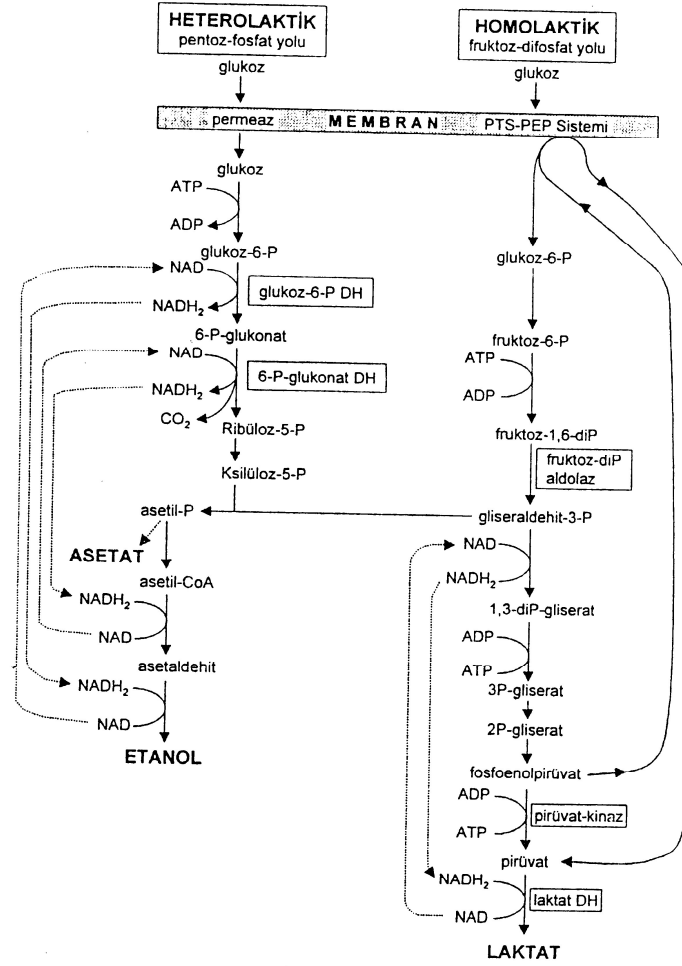 HETEROLAKTİK
pentoz-fosfat yolu
glukoz
HOMOLAKTİK
fruktoz-difosfat yolu
glukoz
permeaz MEMBRAN PTS-PEP Sistemi
glukoz
ATP
ADP
glukoz-6-P
NAD
glukoz-6-P DH
NADH₂
6-P-glukonat
NAD
6-P-glukonat DH
NADH₂
CO₂
Ribüloz-5-P
Ksilüloz-5-P
asetil-P
ASETAT
asetil-CoA
NADH₂
NAD
asetaldehit
NADH₂
NAD
ETANOL
glukoz-6-P
fruktoz-6-P
ATP
ADP
fruktoz-1,6-diP
fruktoz-diP
aldolaz
gliseraldehit-3-P
NAD
NADH₂
1,3-diP-gliserat
ADP
ATP
3P-gliserat
2P-gliserat
fosfoenolpirüvat
ADP
pirüvat-kinaz
ATP
pirüvat
NADH₂
laktat DH
NAD
LAKTAT